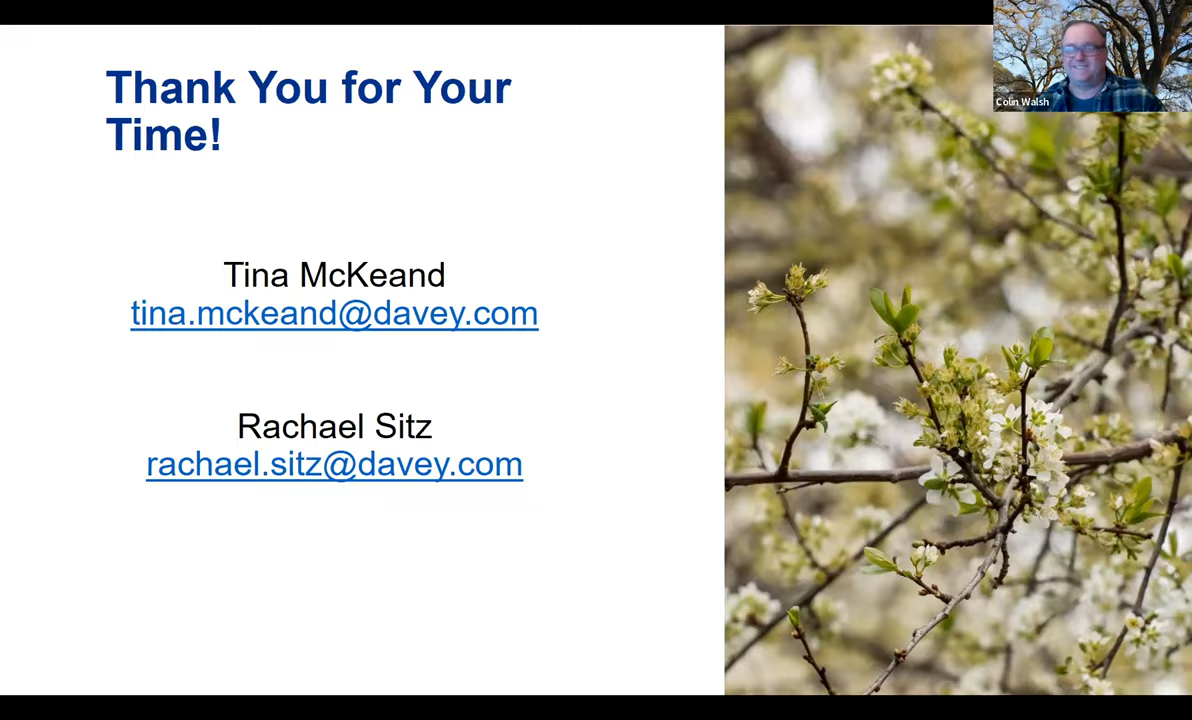 Thank You for Your
Time!
Colin Walsh
Tina McKeand
tina.mckeand@davey.com
Rachael Sitz
rachael.sitz@davey.com